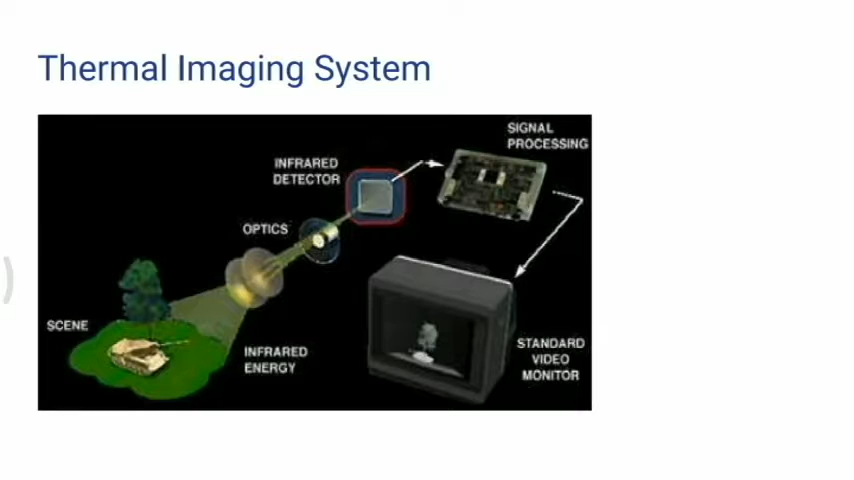 Thermal Imaging System
SIGNAL
PROCESSING
INFRARED
DETECTOR
OPTICS
SCENE
INFRARED
ENERGY
STANDARD
VIDEO
MONITOR